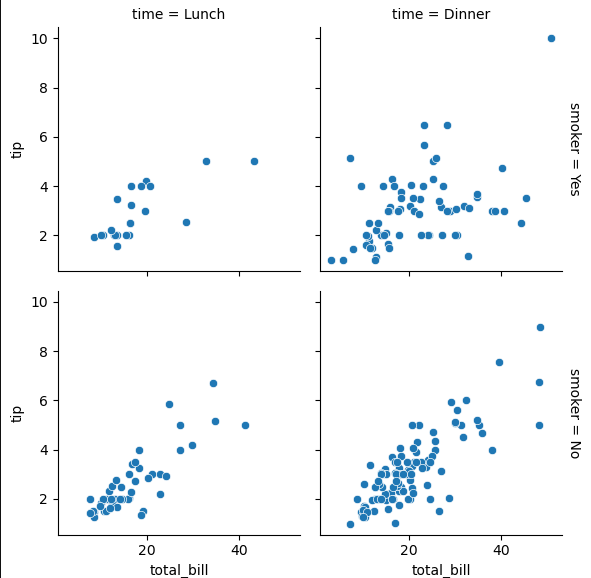 time = Lunch
time = Dinner
10
8
6
4
2
tip
smoker = Yes
10
8
6
4
2
tip
smoker = No
20
40
20
40
total_bill
total_bill